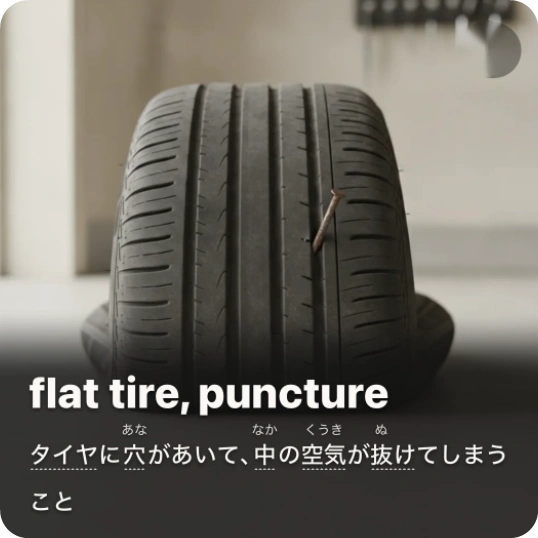 flat tire, puncture
あな なか くうき ぬ
タイヤに穴があいて、中の空気が抜けてしまう
こと